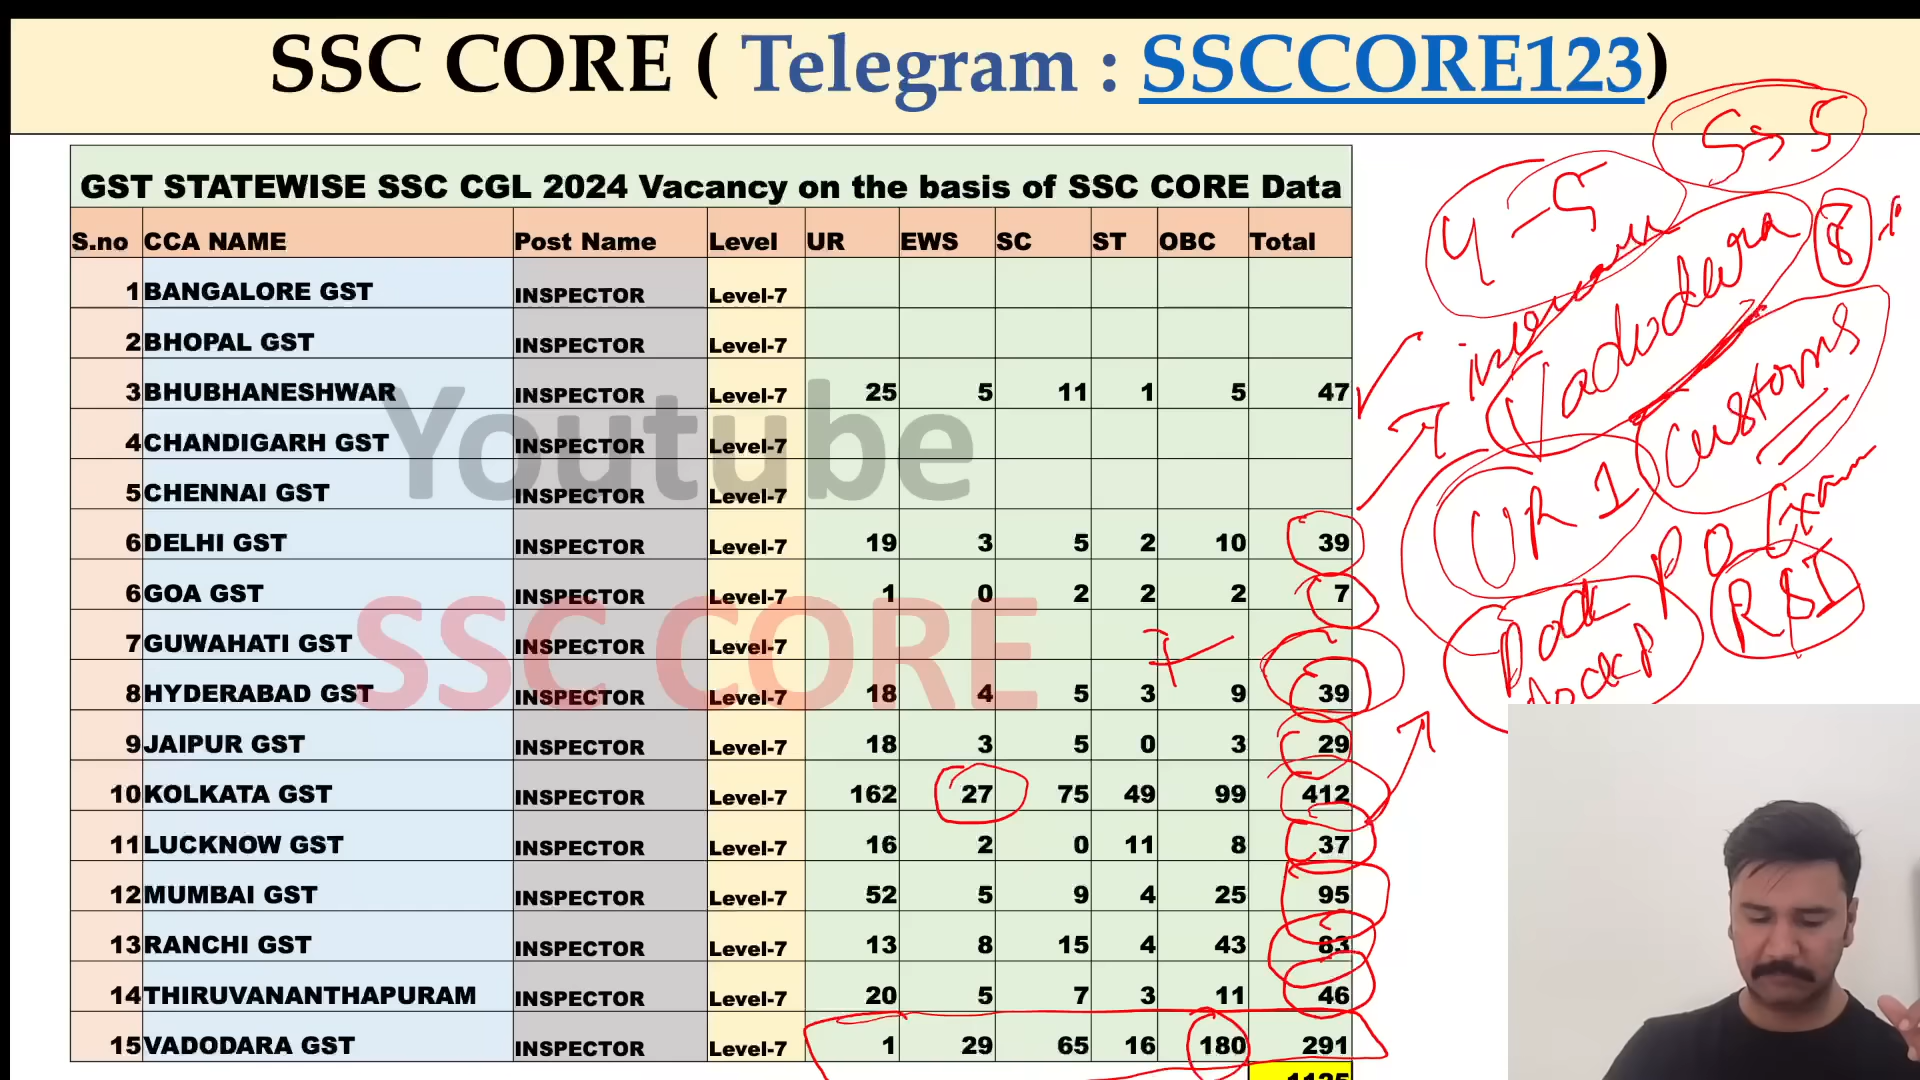 SSC CORE ( Telegram : SSCCORE123)
GST STATEWISE SSC CGL 2024 Vacancy on the basis of SSC CORE Data
S.no CCA NAME Post Name Level UR EWS SC ST OBC Total
1 BANGALORE GST INSPECTOR Level-7
2 BHOPAL GST INSPECTOR Level-7
3 BHUBHANESHWAR INSPECTOR Level-7 25 5 11 1 5 47
4 CHANDIGARH GST INSPECTOR Level-7
5 CHENNAI GST INSPECTOR Level-7
6 DELHI GST INSPECTOR Level-7 19 3 5 2 10 39
6 GOA GST INSPECTOR Level-7 1 0 2 2 2 7
7 GUWAHATI GST INSPECTOR Level-7
8 HYDERABAD GST INSPECTOR Level-7 18 4 5 3 9 39
9 JAIPUR GST INSPECTOR Level-7 18 3 5 0 3 29
10 KOLKATA GST INSPECTOR Level-7 162 27 75 49 99 412
11 LUCKNOW GST INSPECTOR Level-7 16 2 0 11 8 37
12 MUMBAI GST INSPECTOR Level-7 52 5 9 4 25 95
13 RANCHI GST INSPECTOR Level-7 13 8 15 4 43 83
14 THIRUVANANTHAPURAM INSPECTOR Level-7 20 5 7 3 11 46
15 VADODARA GST INSPECTOR Level-7 1 29 65 16 180 291
Youtube
SSC CORE
4-5
8
Vadodara
Customs
UR 1
PO Exam
RSI